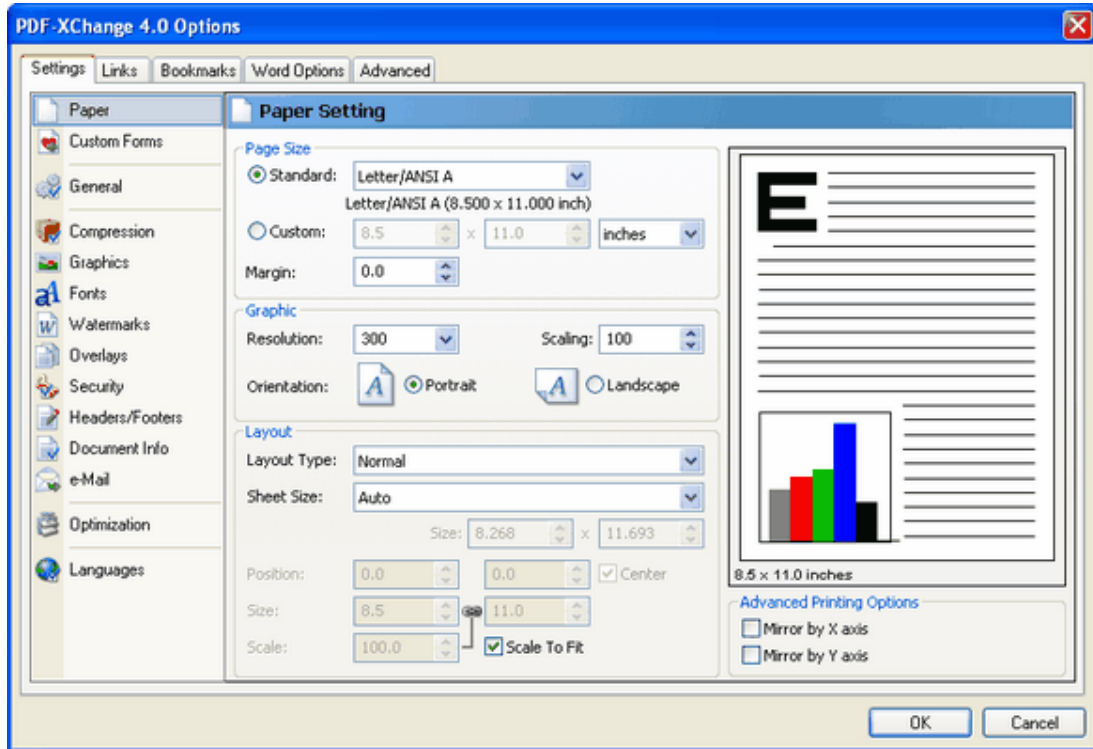 PDF-XChange 4.0 Options
Settings Links Bookmarks Word Options Advanced
Paper
Custom Forms
General
Compression
Graphics
Fonts
Watermarks
Overlays
Security
Headers/Footers
Document Info
e-Mail
Optimization
Languages
Paper Setting
Page Size
Standard: Letter/ANSI A
Letter/ANSI A (8.500 x 11.000 inch)
Custom: 8.5 x 11.0 inches
Margin: 0.0
Graphic
Resolution: 300 Scaling: 100
Orientation: A Portrait A Landscape
Layout
Layout Type: Normal
Sheet Size: Auto
Size: 8.268 x 11.693
Position: 0.0 0.0 Center
Size: 8.5 11.0
Scale: 100.0 Scale To Fit
E
8.5 x 11.0 inches
Advanced Printing Options
Mirror by X axis
Mirror by Y axis
OK Cancel